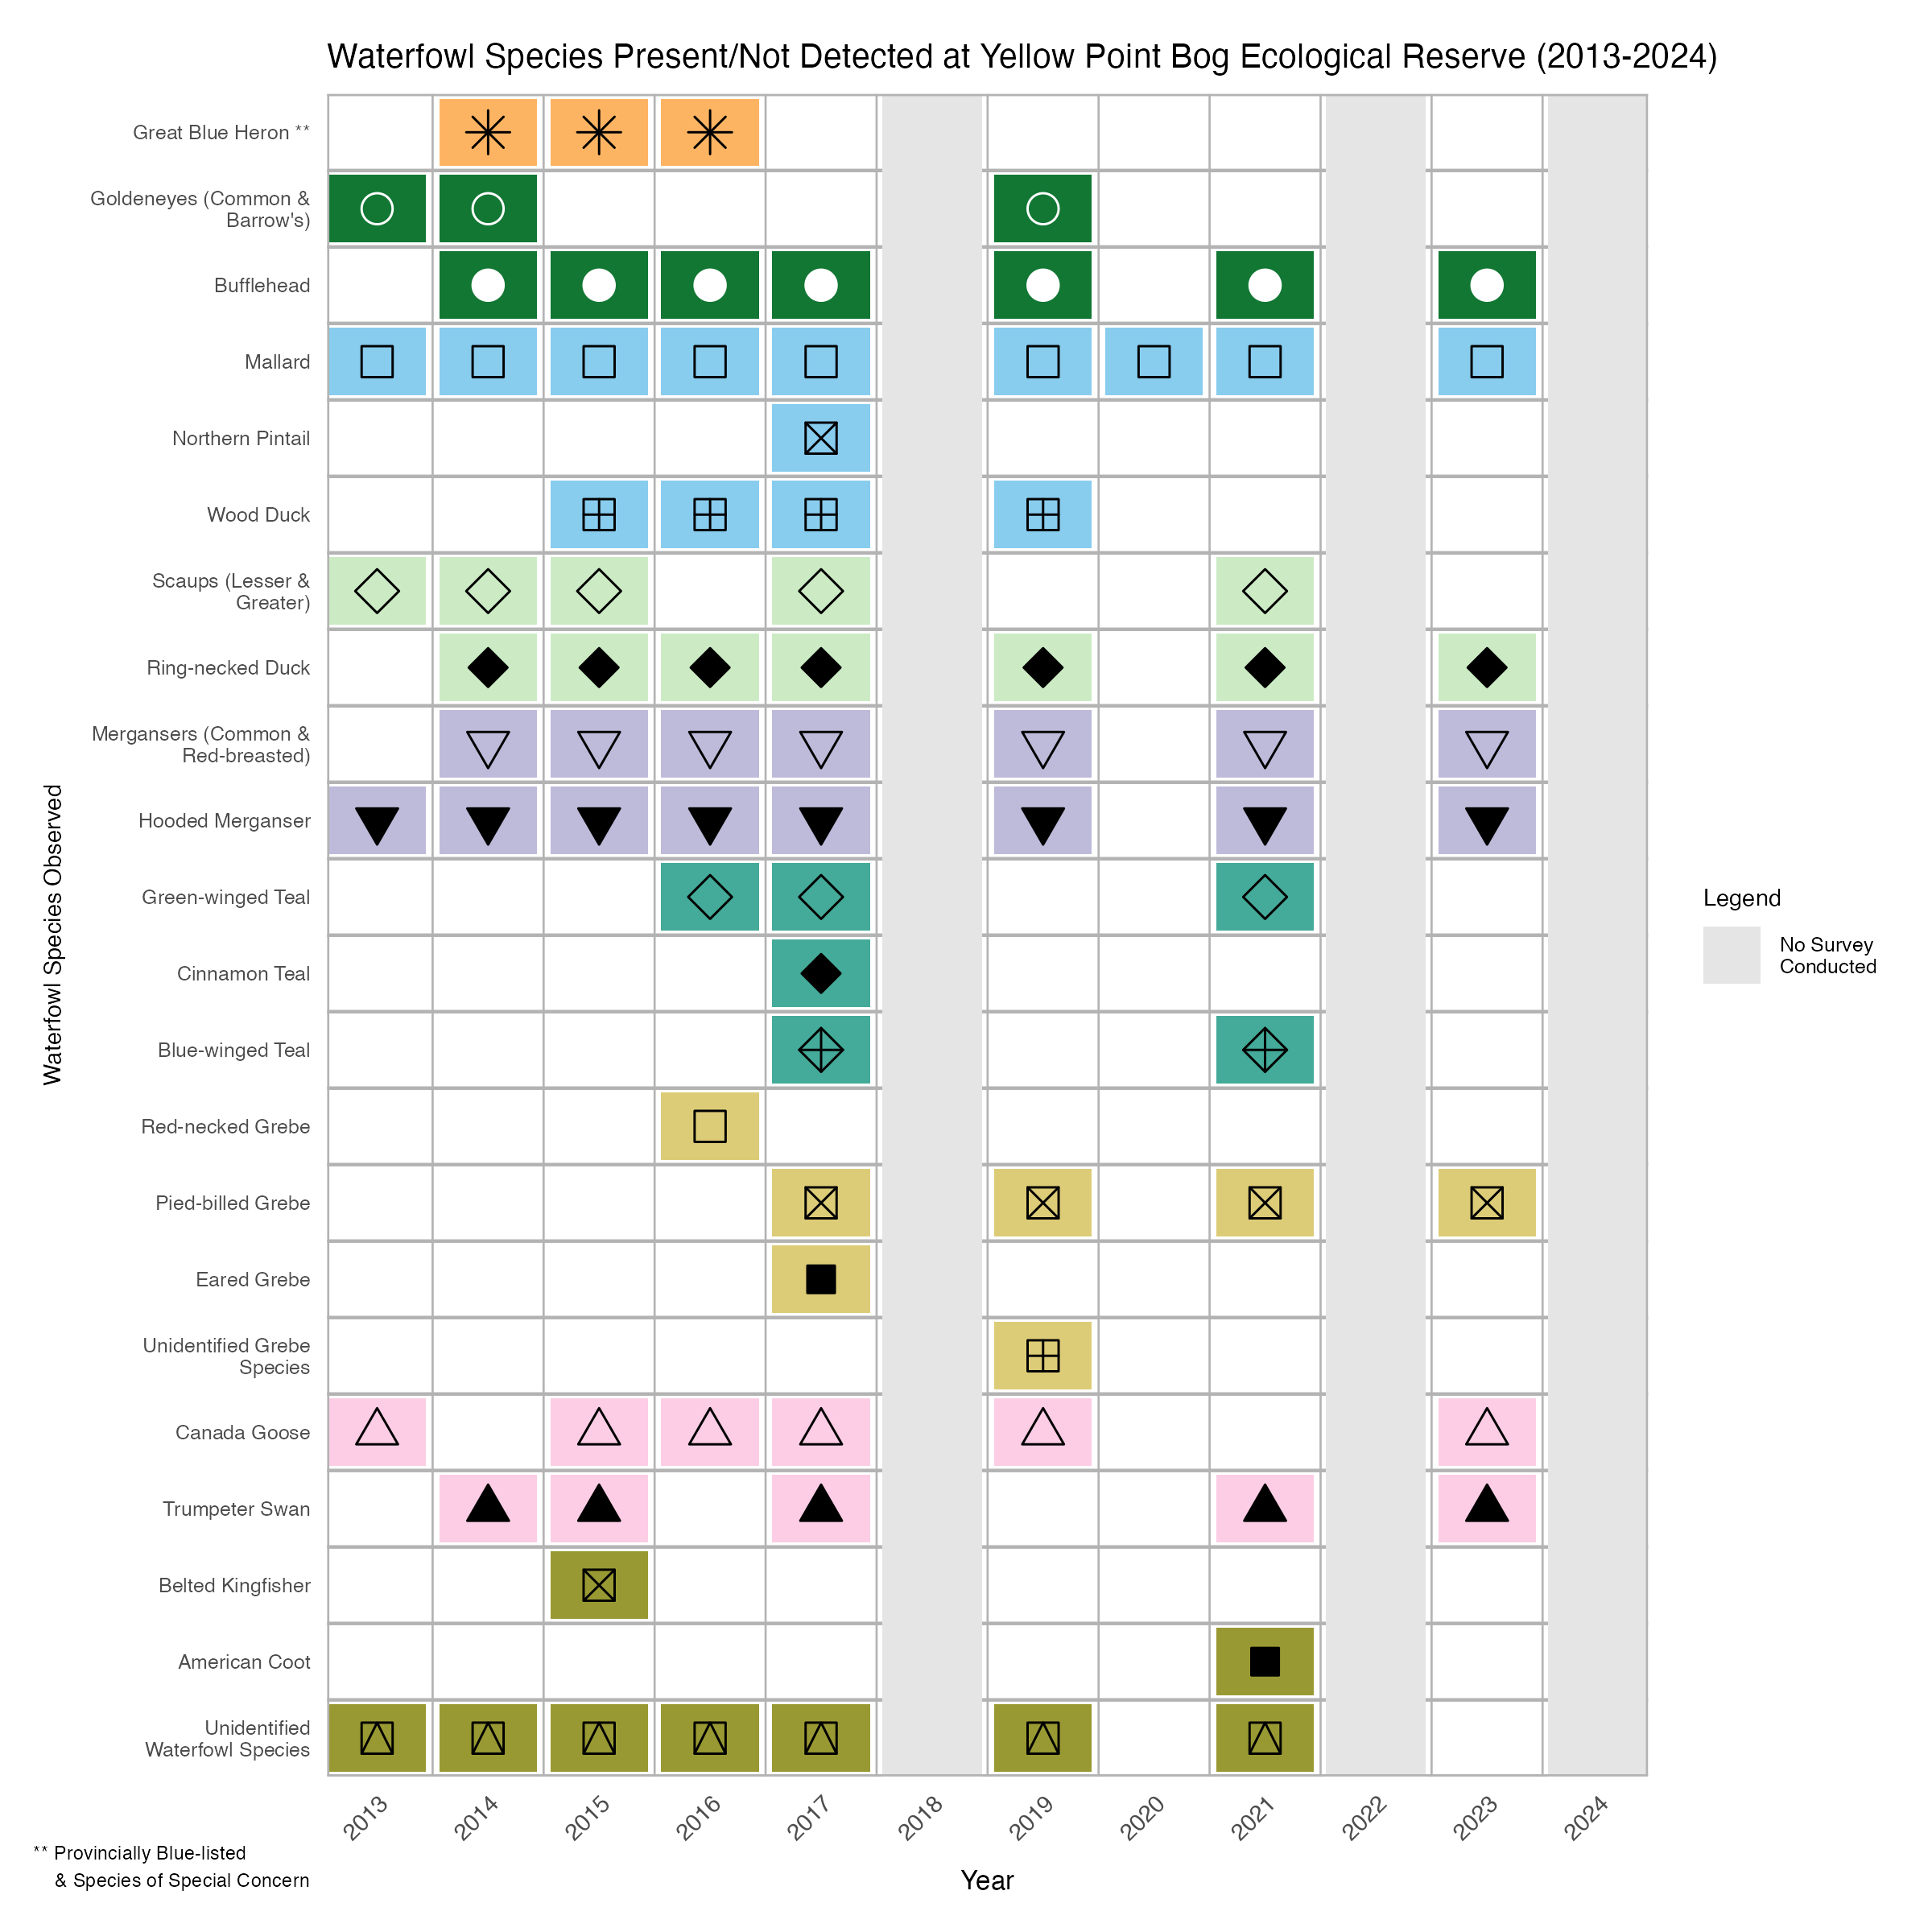 Waterfowl Species Present/Not Detected at Yellow Point Bog Ecological Reserve (2013-2024)
Waterfowl Species Observed
Great Blue Heron **
Goldeneyes (Common &
Barrow's)
Bufflehead
Mallard
Northern Pintail
Wood Duck
Scaups (Lesser &
Greater)
Ring-necked Duck
Mergansers (Common &
Red-breasted)
Hooded Merganser
Green-winged Teal
Cinnamon Teal
Blue-winged Teal
Red-necked Grebe
Pied-billed Grebe
Eared Grebe
Unidentified Grebe
Species
Canada Goose
Trumpeter Swan
Belted Kingfisher
American Coot
Unidentified
Waterfowl Species
Legend
No Survey
Conducted
2013
2014
2015
2016
2017
2018
2019
2020
2021
2022
2023
2024
Year
** Provincially Blue-listed
& Species of Special Concern